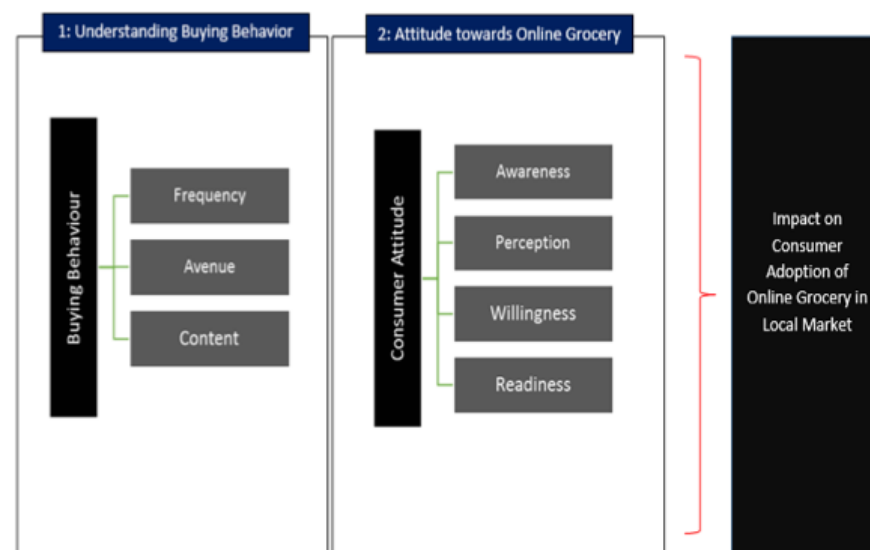 1: Understanding Buying Behavior
2: Attitude towards Online Grocery
Buying Behaviour
Frequency
Avenue
Content
Consumer Attitude
Awareness
Perception
Willingness
Readiness
Impact on
Consumer
Adoption of
Online Grocery in
Local Market